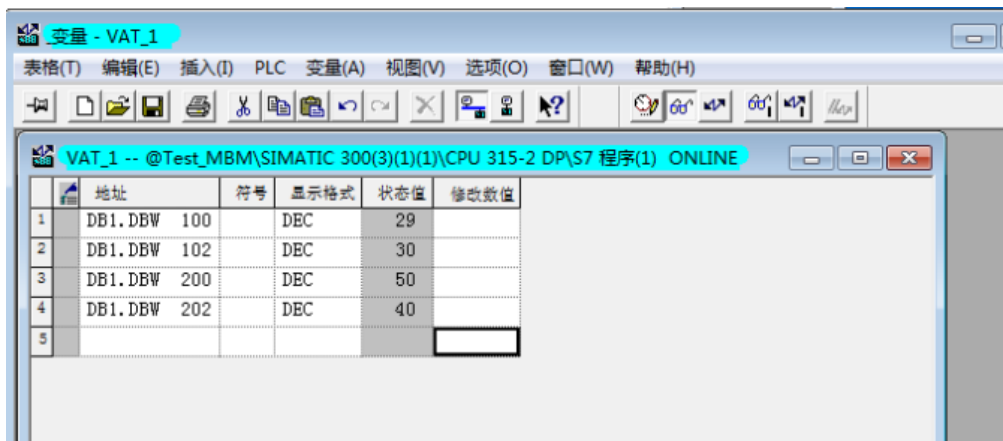 变量 - VAT_1
表格(T) 编辑(E) 插入(I) PLC 变量(A) 视图(V) 选项(O) 窗口(W) 帮助(H)
VAT_1 -- @Test_MBM\SIMATIC 300(3)(1)(1)\CPU 315-2 DP\S7 程序(1) ONLINE
地址 符号 显示格式 状态值 修改数值
1 DB1.DBW 100 DEC 29
2 DB1.DBW 102 DEC 30
3 DB1.DBW 200 DEC 50
4 DB1.DBW 202 DEC 40
5